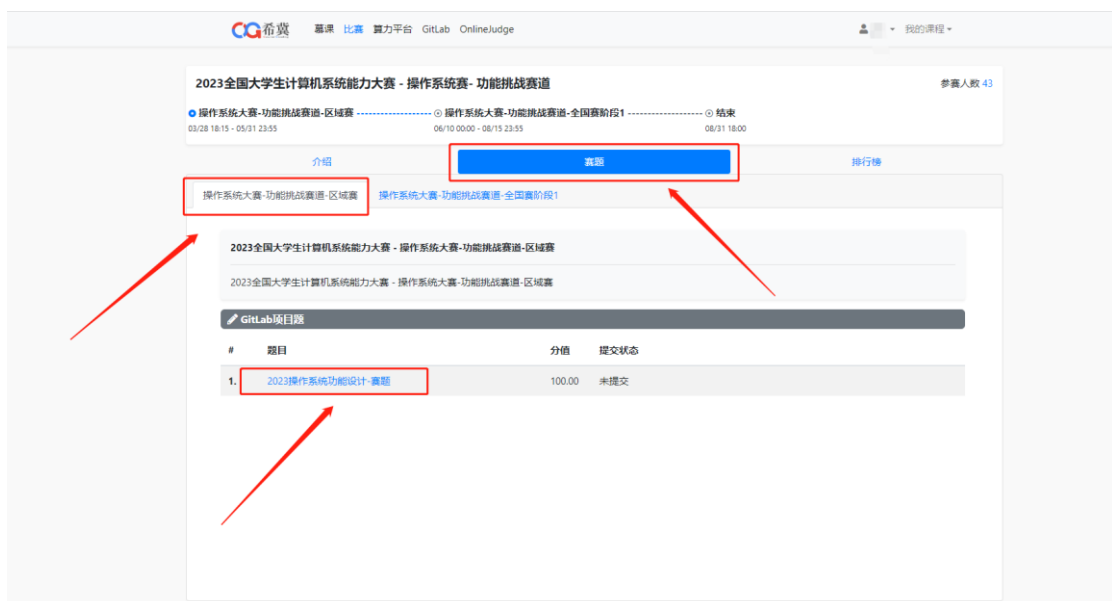 CG希冀 慕课 比赛 算力平台 GitLab OnlineJudge 我的课程
2023全国大学生计算机系统能力大赛 - 操作系统赛- 功能挑战赛道 参赛人数 43
操作系统大赛-功能挑战赛道-区域赛 ------------------- 操作系统大赛-功能挑战赛道-全国赛阶段1 ------------------- 结束
03/28 18:15 - 05/31 23:55 06/10 00:00 - 08/15 23:55 08/31 18:00
介绍 赛题 排行榜
操作系统大赛-功能挑战赛道-区域赛 操作系统大赛-功能挑战赛道-全国赛阶段1
2023全国大学生计算机系统能力大赛 - 操作系统大赛-功能挑战赛道-区域赛
2023全国大学生计算机系统能力大赛 - 操作系统大赛-功能挑战赛道-区域赛
GitLab项目题
# 题目 分值 提交状态
1. 2023操作系统功能设计-赛题 100.00 未提交